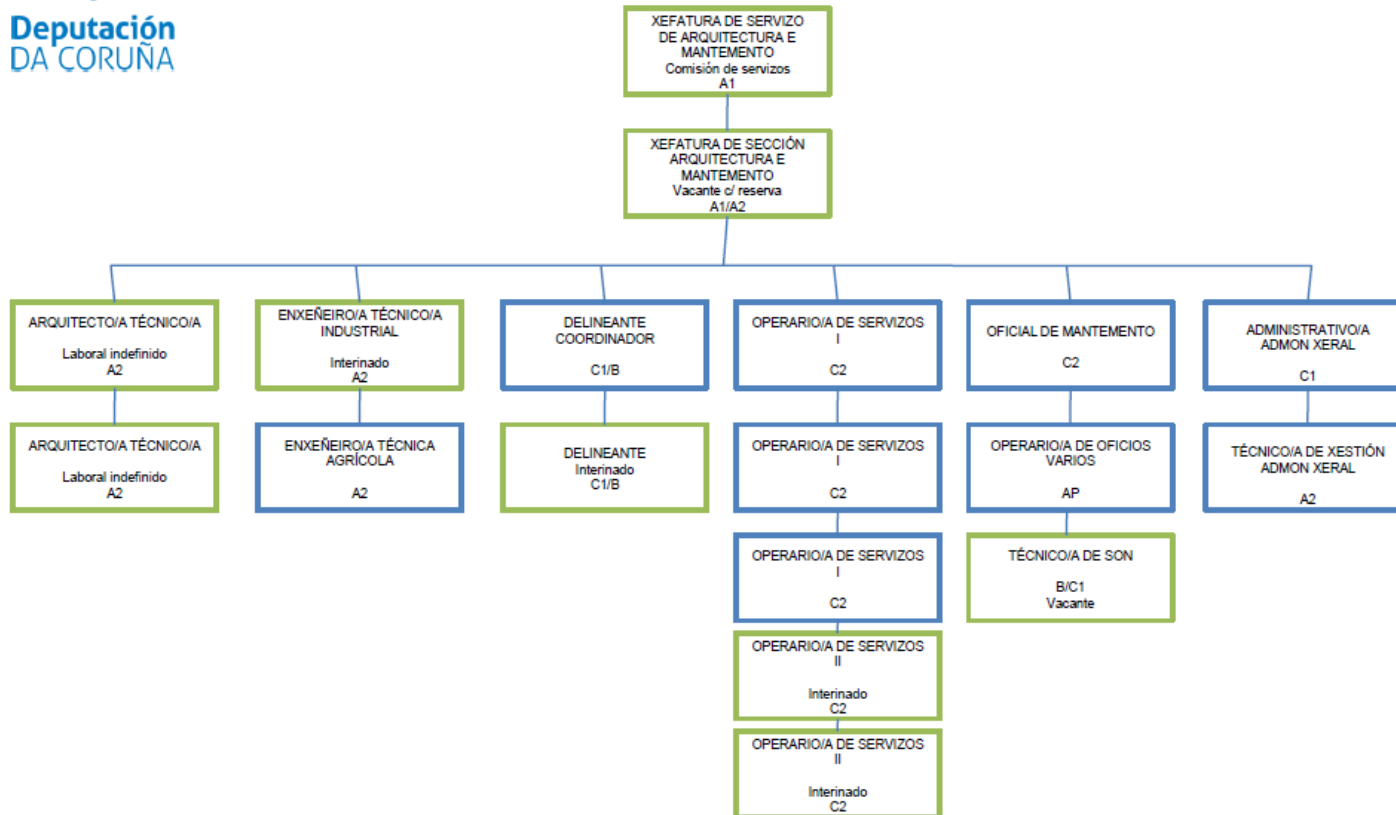 Deputación
DA CORUÑA
XEFATURA DE SERVIZO
DE ARQUITECTURA E
MANTEMENTO
Comisión de servizos
A1
XEFATURA DE SECCIÓN
ARQUITECTURA E
MANTEMENTO
Vacante c/ reserva
A1/A2
ARQUITECTO/A TÉCNICO/A
Laboral indefinido
A2
ENXEÑEIRO/A TÉCNICO/A
INDUSTRIAL
Interinado
A2
DELINEANTE
COORDINADOR
C1/B
OPERARIO/A DE SERVIZOS
I
C2
OFICIAL DE MANTEMENTO
C2
ADMINISTRATIVO/A
ADMON XERAL
C1
ARQUITECTO/A TÉCNICO/A
Laboral indefinido
A2
ENXEÑEIRO/A TÉCNICA
AGRÍCOLA
A2
DELINEANTE
Interinado
C1/B
OPERARIO/A DE SERVIZOS
I
C2
OPERARIO/A DE OFICIOS
VARIOS
AP
TÉCNICO/A DE XESTIÓN
ADMON XERAL
A2
OPERARIO/A DE SERVIZOS
I
C2
TÉCNICO/A DE SON
B/C1
Vacante
OPERARIO/A DE SERVIZOS
II
Interinado
C2
OPERARIO/A DE SERVIZOS
II
Interinado
C2